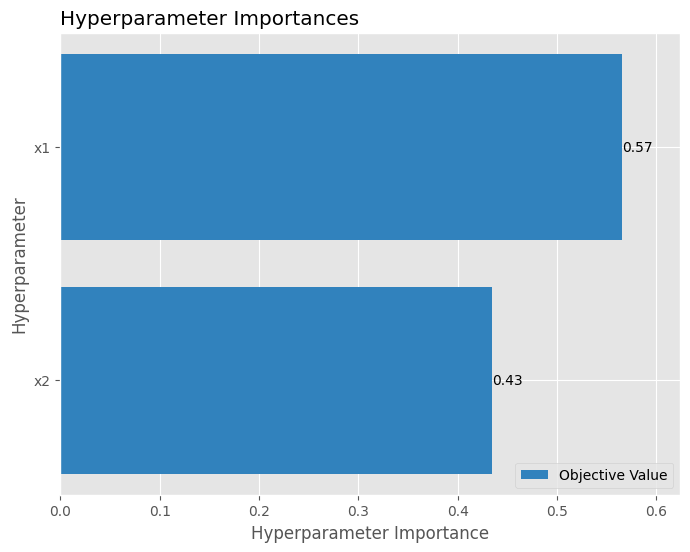 Hyperparameter Importances
Hyperparameter
x1
0.57
x2
0.43
Objective Value
0.0 0.1 0.2 0.3 0.4 0.5 0.6
Hyperparameter Importance